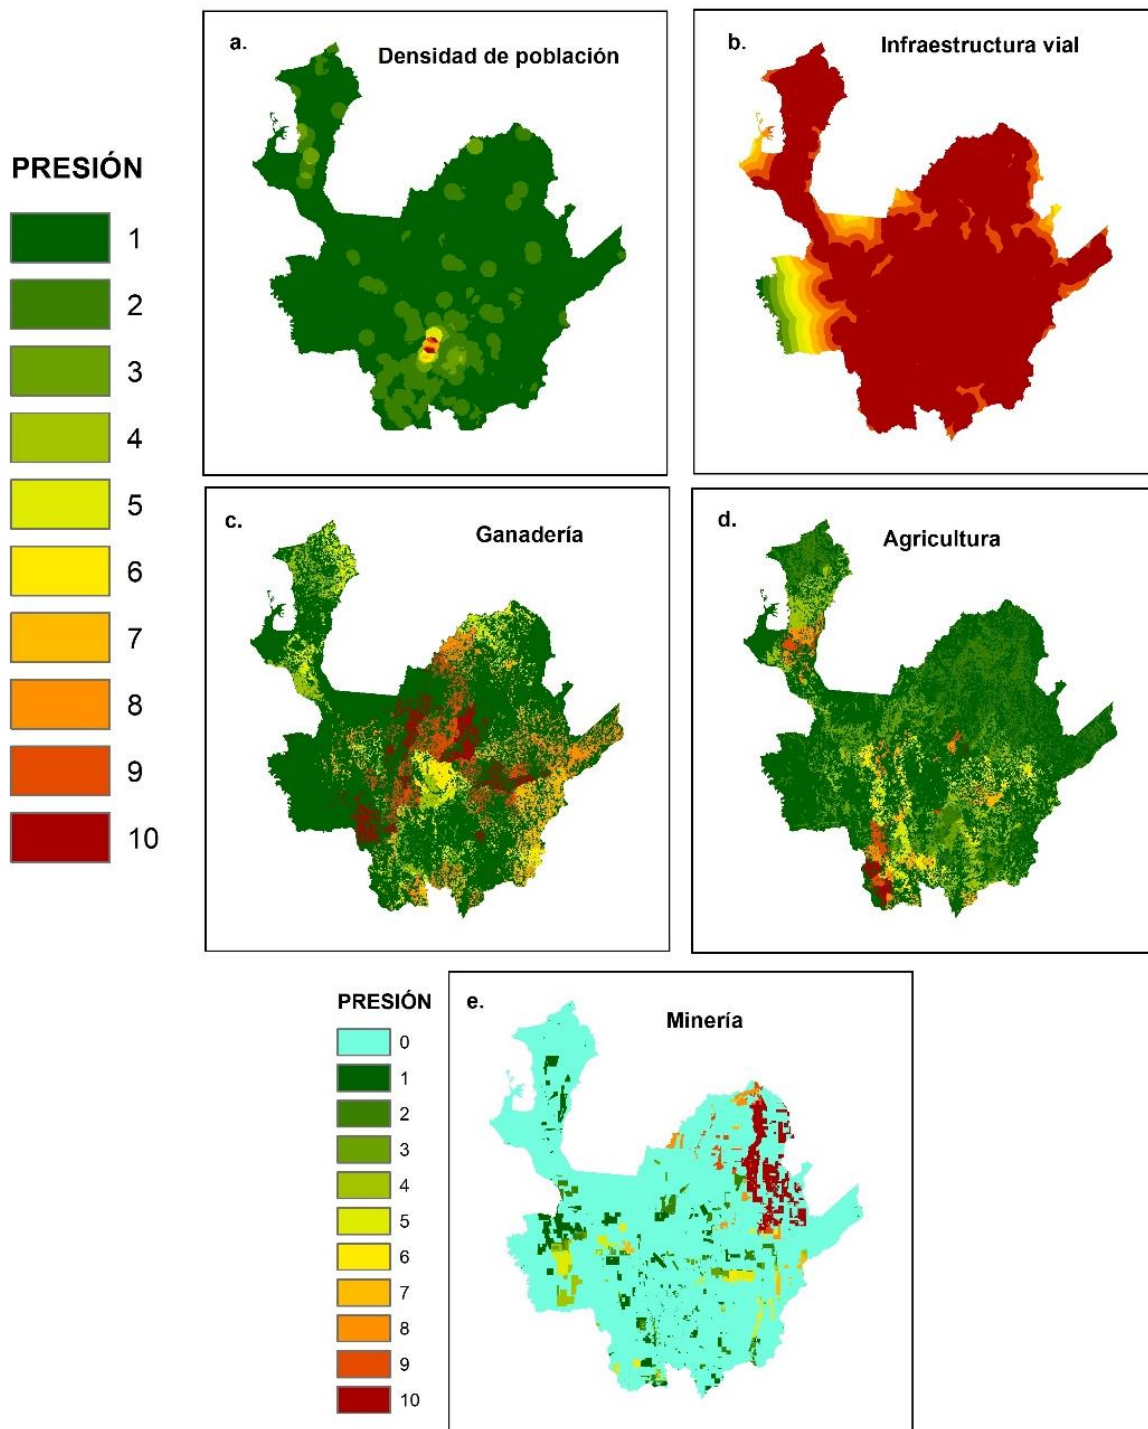 a.
Densidad de población
b.
Infraestructura vial
PRESIÓN
1
2
3
4
5
6
7
8
9
10
c.
Ganadería
d.
Agricultura
PRESIÓN
0
1
2
3
4
5
6
7
8
9
10
e.
Minería